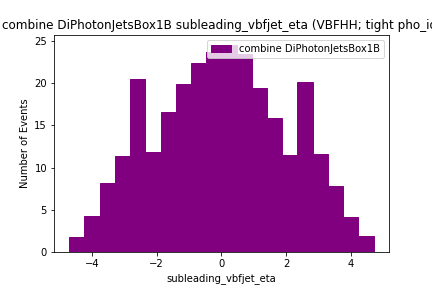 combine DiPhotonJetsBox1B subleading_vbfjet_eta (VBFHH; tight pho_id
combine DiPhotonJetsBox1B
25
20
15
10
5
0
Number of Events
−4
−2
0
2
4
subleading_vbfjet_eta